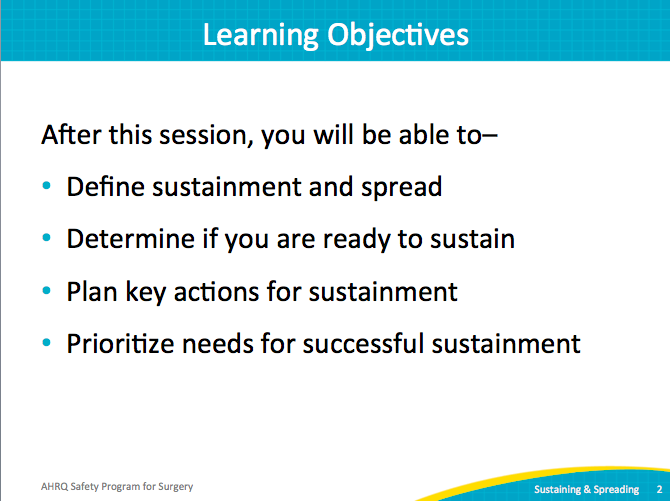 Learning Objectives
After this session, you will be able to–
• Define sustainment and spread
• Determine if you are ready to sustain
• Plan key actions for sustainment
• Prioritize needs for successful sustainment
AHRQ Safety Program for Surgery
Sustaining & Spreading 2